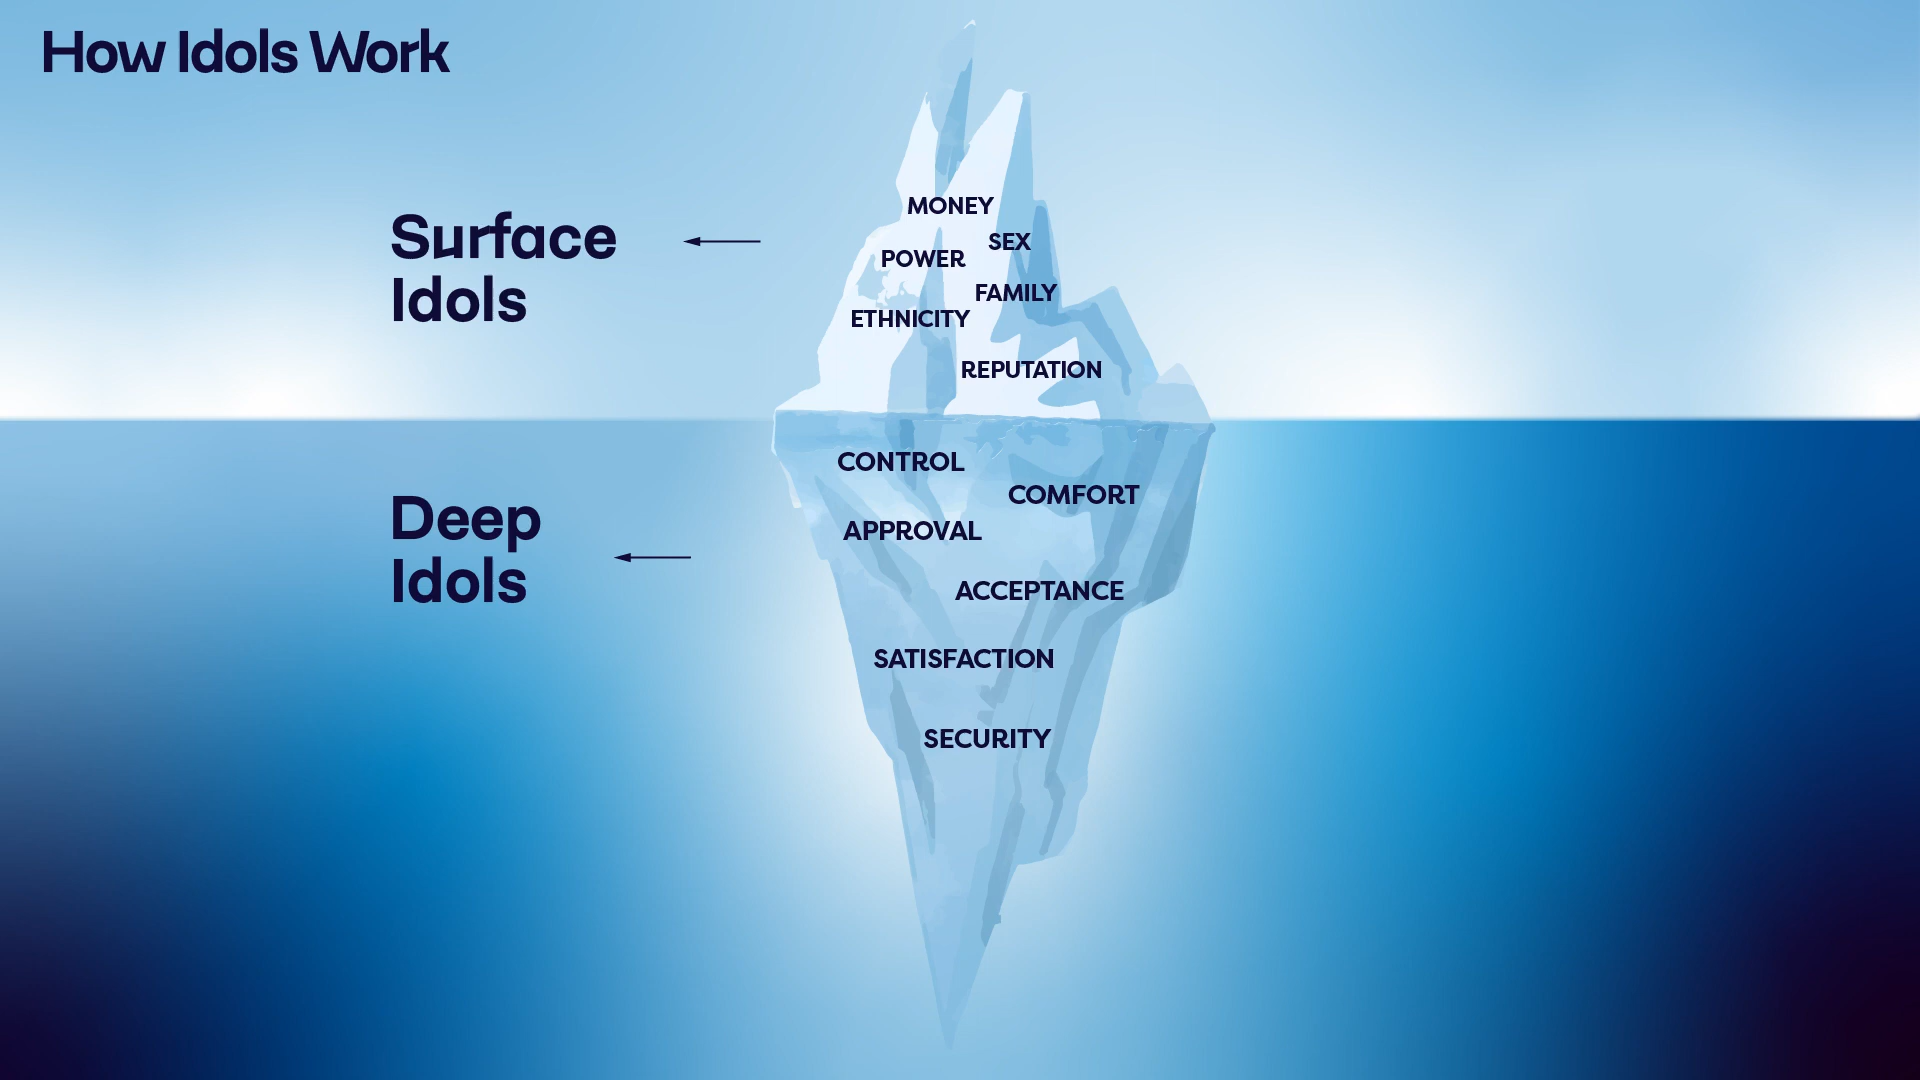 How Idols Work
Surface
Idols
MONEY
SEX
POWER
FAMILY
ETHNICITY
REPUTATION
Deep
Idols
CONTROL
COMFORT
APPROVAL
ACCEPTANCE
SATISFACTION
SECURITY